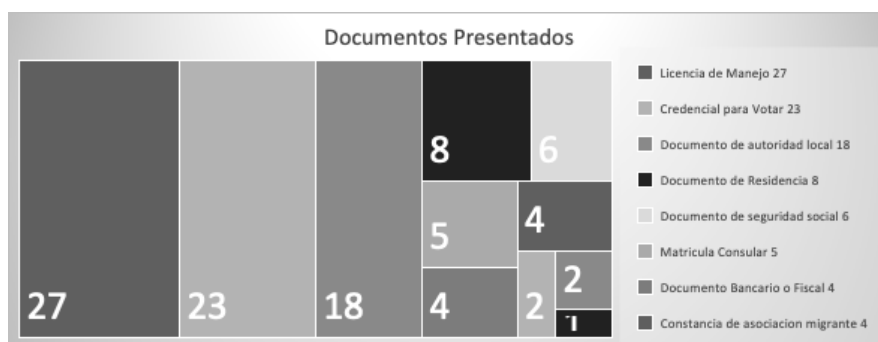 Documentos Presentados
27
23
18
8
6
5
4
4
2
2
1
Licencia de Manejo 27
Credencial para Votar 23
Documento de autoridad local 18
Documento de Residencia 8
Documento de seguridad social 6
Matricula Consular 5
Documento Bancario o Fiscal 4
Constancia de asociacion migrante 4